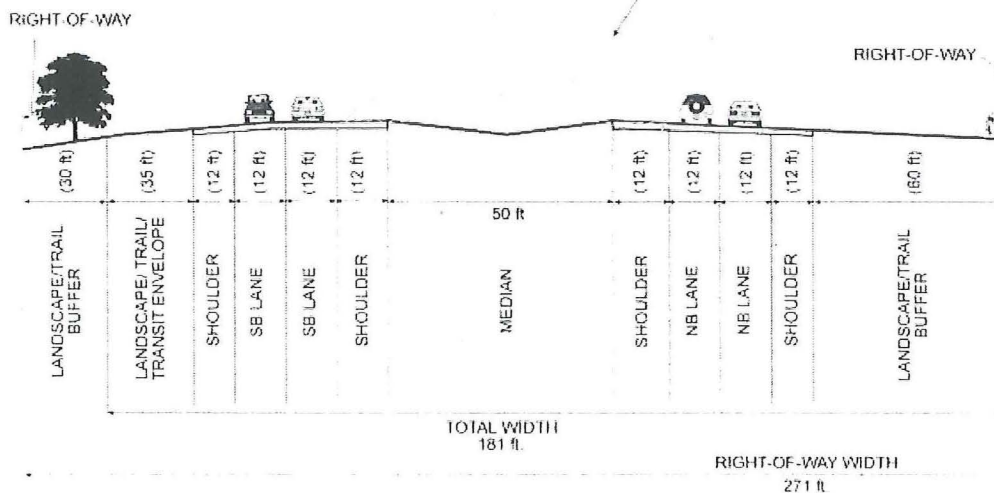 RIGHT-OF-WAY
RIGHT-OF-WAY
(30 ft)
(35 ft)
(12 ft)
(12 ft)
(12 ft)
(12 ft)
50 ft
(12 ft)
(12 ft)
(12 ft)
(12 ft)
(60 ft)
LANDSCAPE/TRAIL
BUFFER
LANDSCAPE/TRAIL/
TRANSIT ENVELOPE
SHOULDER
SB LANE
SB LANE
SHOULDER
MEDIAN
SHOULDER
NB LANE
NB LANE
SHOULDER
LANDSCAPE/TRAIL
BUFFER
TOTAL WIDTH
181 ft.
RIGHT-OF-WAY WIDTH
271 ft